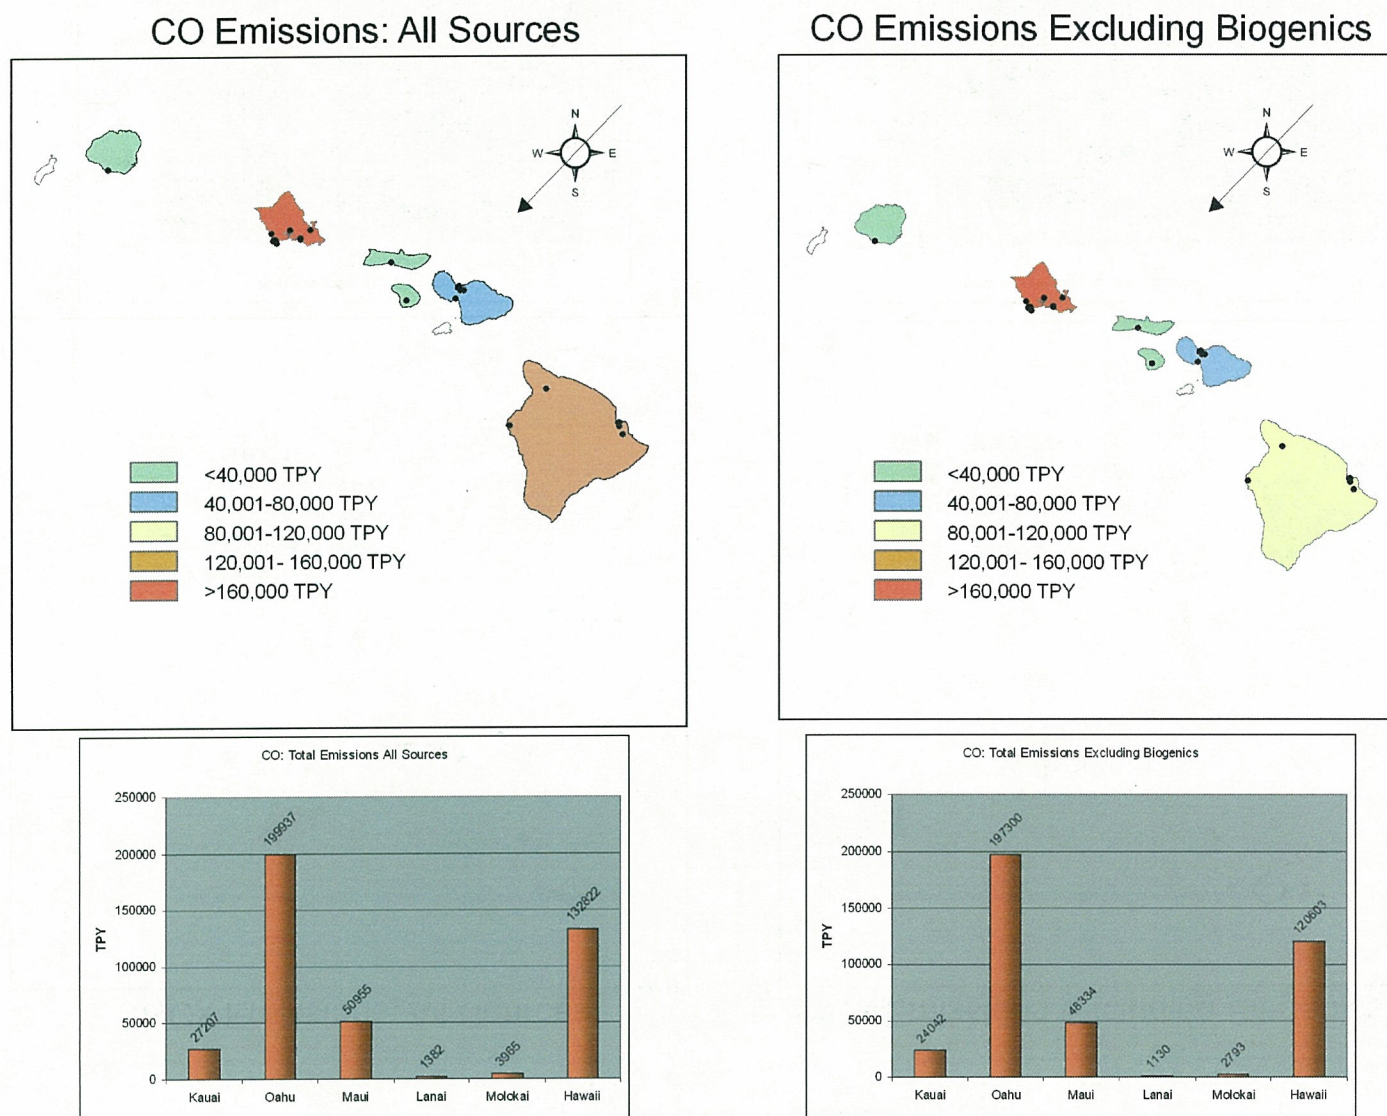 CO Emissions: All Sources
N
W
E
S
<40,000 TPY
40,001-80,000 TPY
80,001-120,000 TPY
120,001- 160,000 TPY
>160,000 TPY
CO: Total Emissions All Sources
TPY
250000
200000
150000
100000
50000
0
27207
199937
50955
1382
3965
132822
Kauai
Oahu
Maui
Lanai
Molokai
Hawaii
CO Emissions Excluding Biogenics
N
W
E
S
<40,000 TPY
40,001-80,000 TPY
80,001-120,000 TPY
120,001- 160,000 TPY
>160,000 TPY
CO: Total Emissions Excluding Biogenics
TPY
250000
200000
150000
100000
50000
0
24042
197300
48334
1130
2793
120603
Kauai
Oahu
Maui
Lanai
Molokai
Hawaii